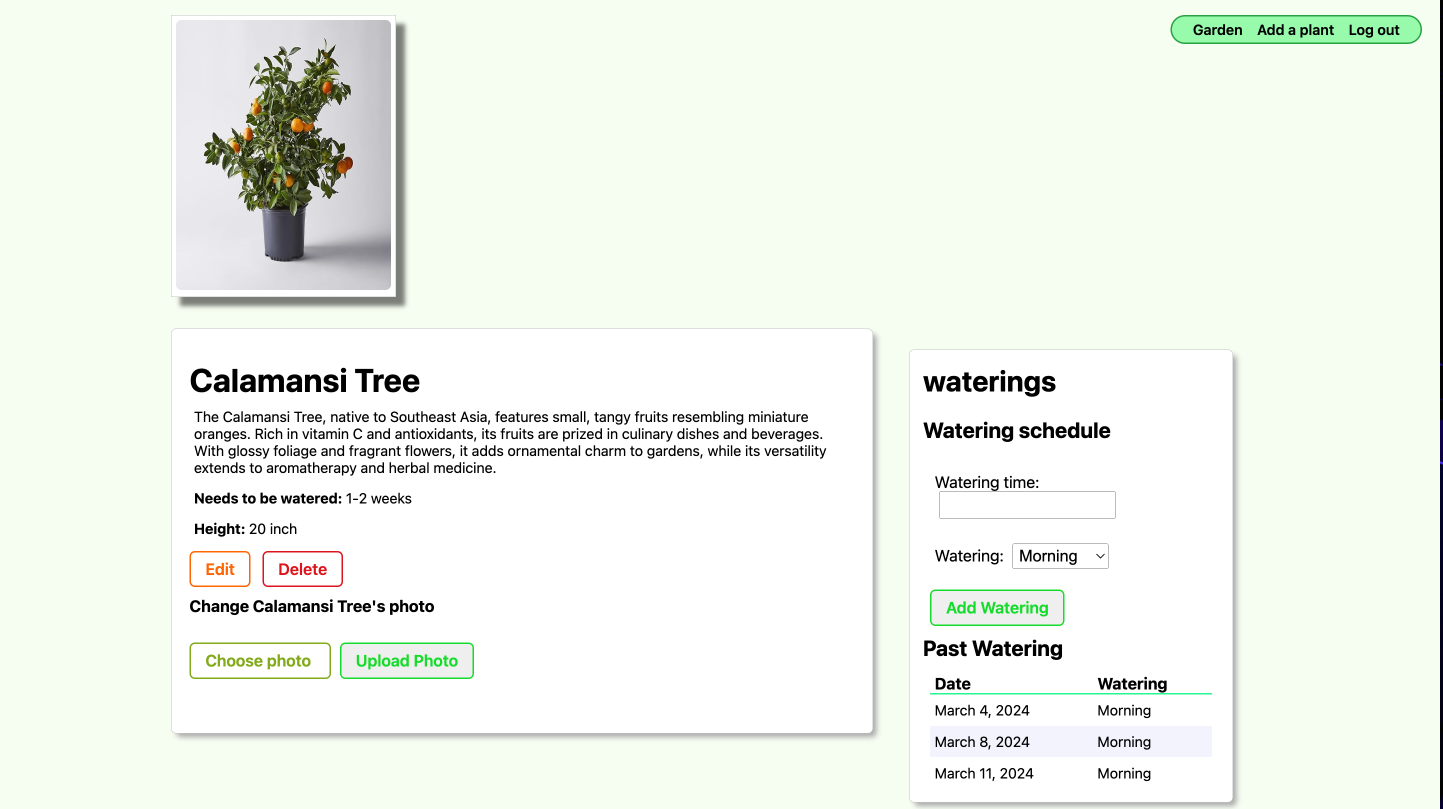 Garden Add a plant Log out
Calamansi Tree
The Calamansi Tree, native to Southeast Asia, features small, tangy fruits resembling miniature
oranges. Rich in vitamin C and antioxidants, its fruits are prized in culinary dishes and beverages.
With glossy foliage and fragrant flowers, it adds ornamental charm to gardens, while its versatility
extends to aromatherapy and herbal medicine.
Needs to be watered: 1-2 weeks
Height: 20 inch
Edit Delete
Change Calamansi Tree's photo
Choose photo Upload Photo
waterings
Watering schedule
Watering time:
Watering: Morning
Add Watering
Past Watering
Date Watering
March 4, 2024 Morning
March 8, 2024 Morning
March 11, 2024 Morning